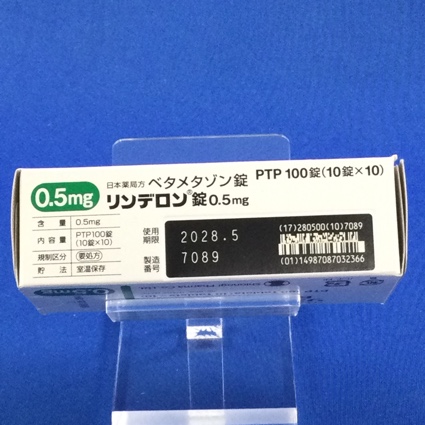 0.5mg
日本薬局方 ベタメタゾン錠 PTP 100錠(10錠×10)
リンデロン®錠0.5mg
含量 0.5mg
内容量 PTP100錠
(10錠×10)
規制区分 要処方
貯法 室温保存
使用
期限 2028.5
製造
番号 7089
(17)280500(10)7089
(01)14987087032366